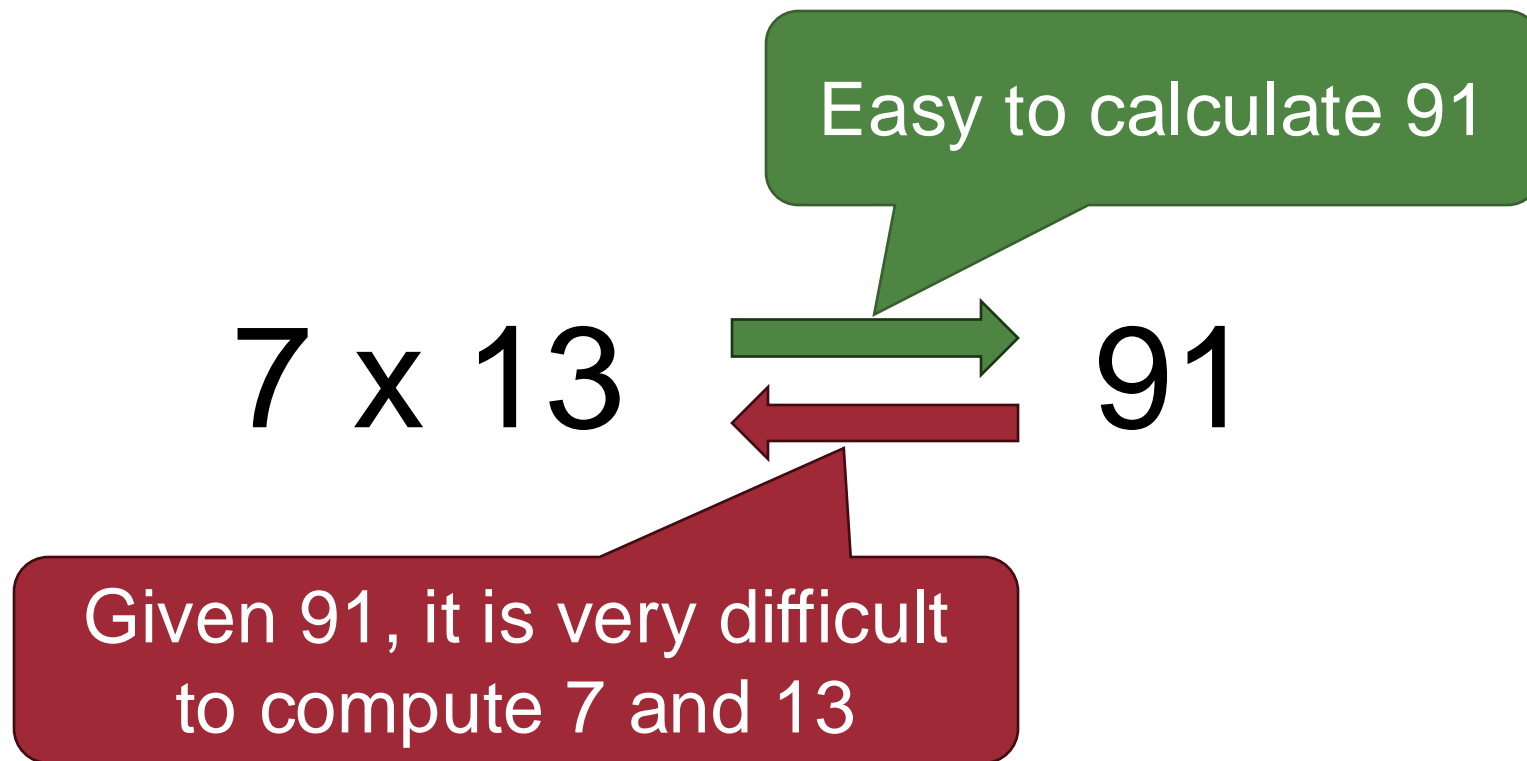 Easy to calculate 91
7 x 13
91
Given 91, it is very difficult
to compute 7 and 13